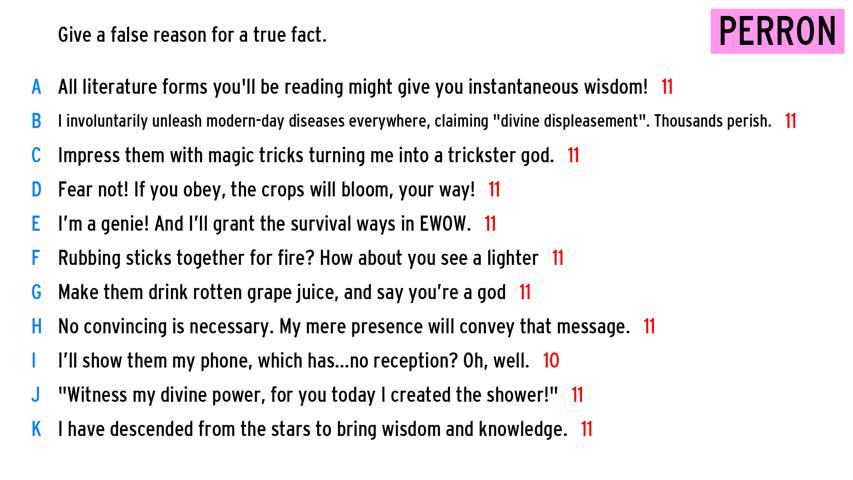 Give a false reason for a true fact.
PERRON
A All literature forms you'll be reading might give you instantaneous wisdom! 11
B I involuntarily unleash modern-day diseases everywhere, claiming "divine displeasement". Thousands perish. 11
C Impress them with magic tricks turning me into a trickster god. 11
D Fear not! If you obey, the crops will bloom, your way! 11
E I'm a genie! And I'll grant the survival ways in EWOW. 11
F Rubbing sticks together for fire? How about you see a lighter 11
G Make them drink rotten grape juice, and say you're a god 11
H No convincing is necessary. My mere presence will convey that message. 11
I I'll show them my phone, which has...no reception? Oh, well. 10
J "Witness my divine power, for you today I created the shower!" 11
K I have descended from the stars to bring wisdom and knowledge. 11